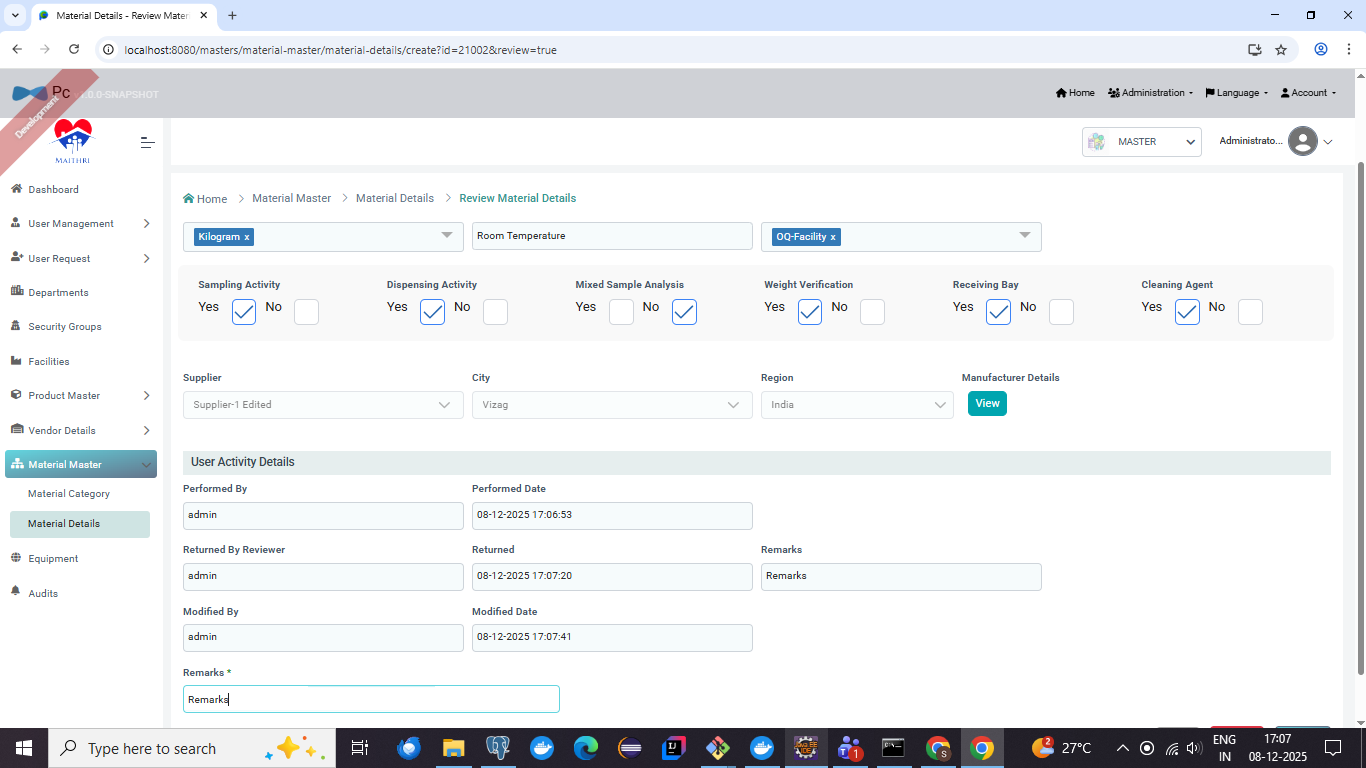 Material Details - Review Mater
localhost:8080/masters/material-master/material-details/create?id=21002&review=true
Pc
.0.0-SNAPSHOT
Home Administration Language Account
Development
MAITHRI
MASTER
Administrato...
Dashboard
User Management
User Request
Departments
Security Groups
Facilities
Product Master
Vendor Details
Material Master
Material Category
Material Details
Equipment
Audits
Home Material Master Material Details Review Material Details
Kilogram x Room Temperature OQ-Facility x
Sampling Activity Dispensing Activity Mixed Sample Analysis Weight Verification Receiving Bay Cleaning Agent
Yes No Yes No Yes No Yes No Yes No Yes No
Supplier City Region Manufacturer Details
Supplier-1 Edited Vizag India View
User Activity Details
Performed By Performed Date
admin 08-12-2025 17:06:53
Returned By Reviewer Returned Remarks
admin 08-12-2025 17:07:20 Remarks
Modified By Modified Date
admin 08-12-2025 17:07:41
Remarks *
Remarks
Type here to search
2
27°C
ENG
IN
17:07
08-12-2025